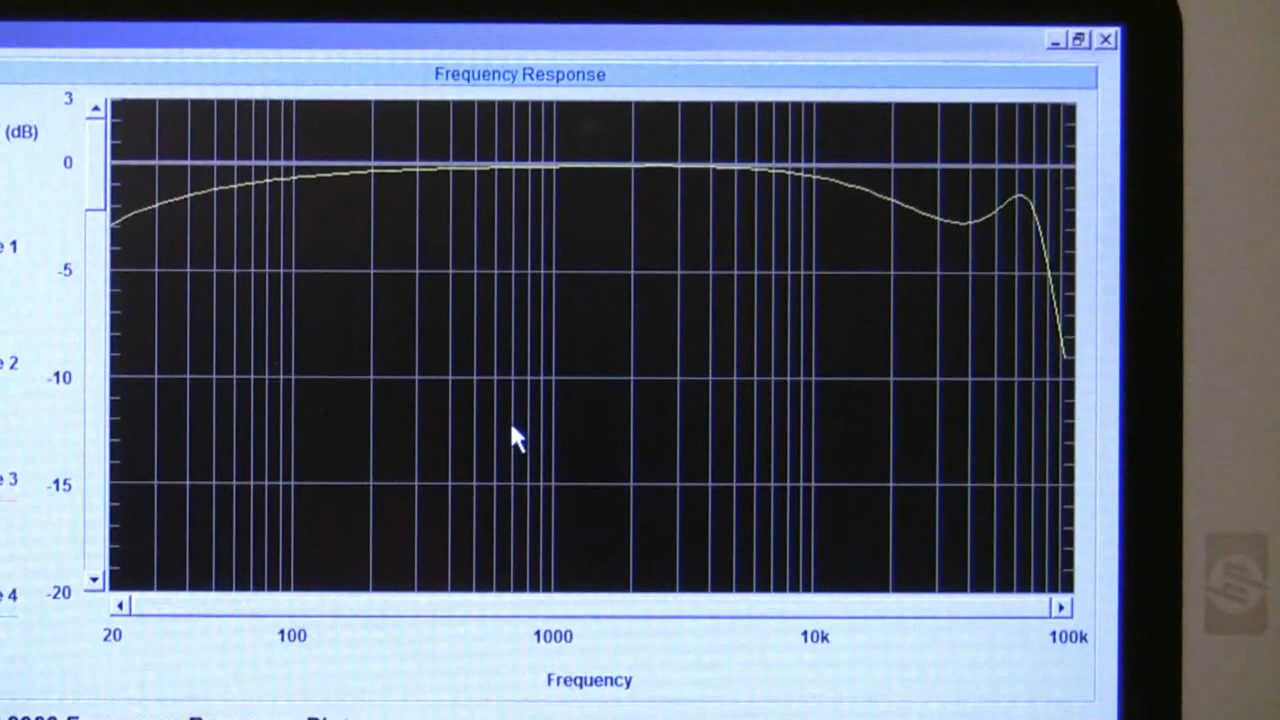 Frequency Response
3
(dB)
0
e 1
-5
e 2
-10
e 3
-15
e 4
-20
20 100 1000 10k 100k
Frequency
hp